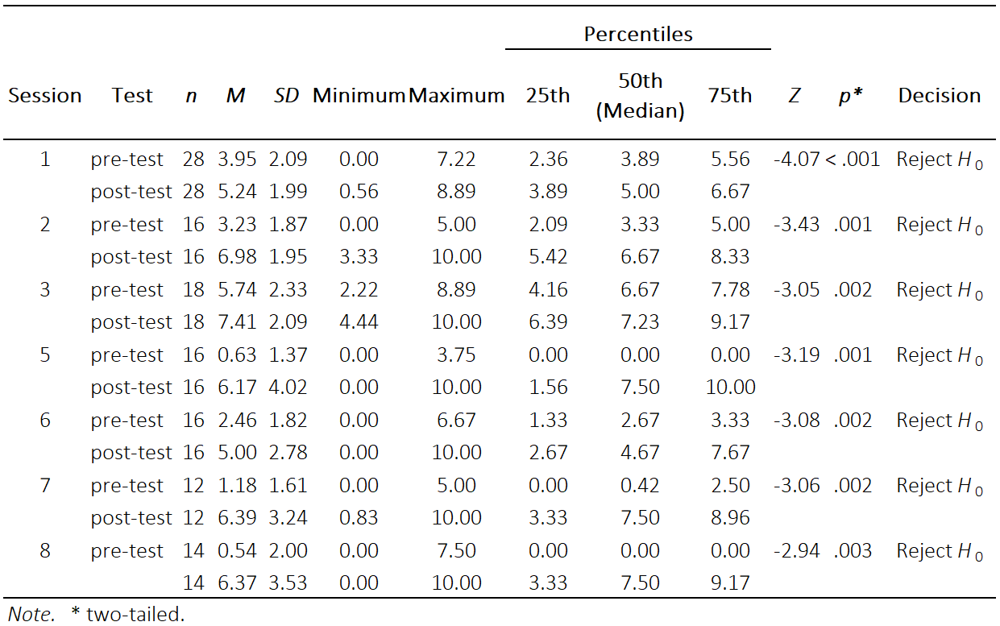 Percentiles
Session Test n M SD Minimum Maximum 25th 50th (Median) 75th Z p* Decision
1 pre-test 28 3.95 2.09 0.00 7.22 2.36 3.89 5.56 -4.07 < .001 Reject H0
post-test 28 5.24 1.99 0.56 8.89 3.89 5.00 6.67
2 pre-test 16 3.23 1.87 0.00 5.00 2.09 3.33 5.00 -3.43 .001 Reject H0
post-test 16 6.98 1.95 3.33 10.00 5.42 6.67 8.33
3 pre-test 18 5.74 2.33 2.22 8.89 4.16 6.67 7.78 -3.05 .002 Reject H0
post-test 18 7.41 2.09 4.44 10.00 6.39 7.23 9.17
5 pre-test 16 0.63 1.37 0.00 3.75 0.00 0.00 0.00 -3.19 .001 Reject H0
post-test 16 6.17 4.02 0.00 10.00 1.56 7.50 10.00
6 pre-test 16 2.46 1.82 0.00 6.67 1.33 2.67 3.33 -3.08 .002 Reject H0
post-test 16 5.00 2.78 0.00 10.00 2.67 4.67 7.67
7 pre-test 12 1.18 1.61 0.00 5.00 0.00 0.42 2.50 -3.06 .002 Reject H0
post-test 12 6.39 3.24 0.83 10.00 3.33 7.50 8.96
8 pre-test 14 0.54 2.00 0.00 7.50 0.00 0.00 0.00 -2.94 .003 Reject H0
14 6.37 3.53 0.00 10.00 3.33 7.50 9.17
Note. * two-tailed.